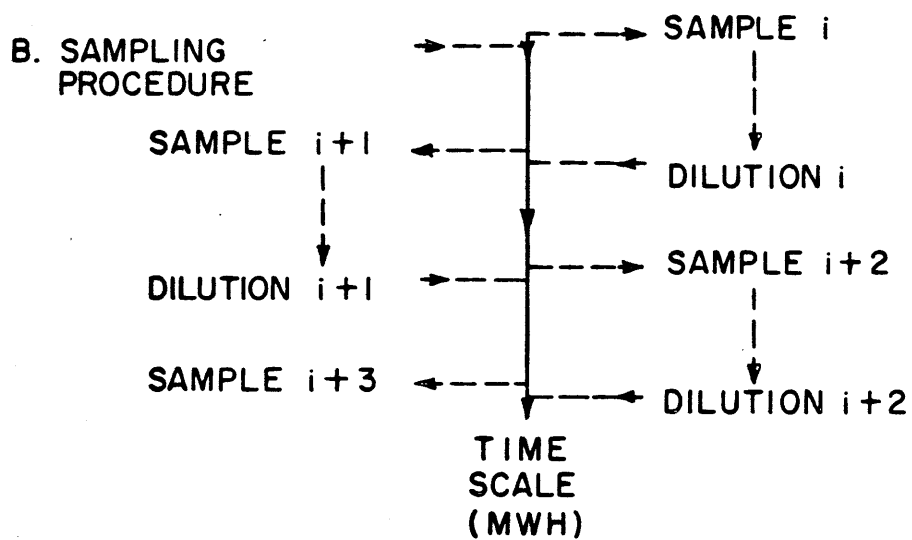 B. SAMPLING
PROCEDURE
SAMPLE i
SAMPLE i+1
DILUTION i
SAMPLE i+2
DILUTION i+1
SAMPLE i+3
DILUTION i+2
TIME
SCALE
(MWH)